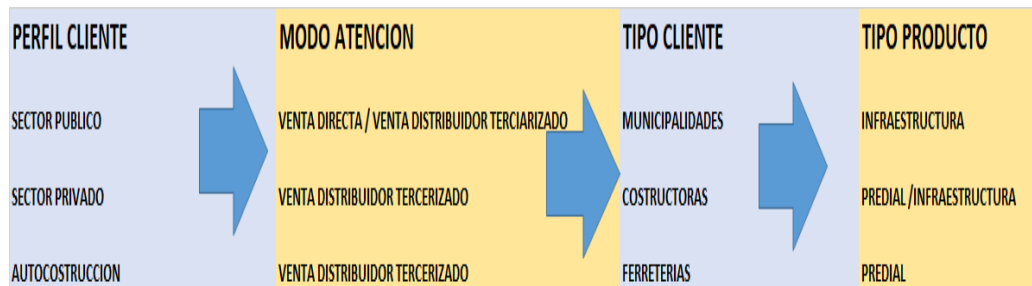 PERFIL CLIENTE MODO ATENCION TIPO CLIENTE TIPO PRODUCTO
SECTOR PUBLICO VENTA DIRECTA / VENTA DISTRIBUIDOR TERCIARIZADO MUNICIPALIDADES INFRAESTRUCTURA
SECTOR PRIVADO VENTA DISTRIBUIDOR TERCERIZADO COSTRUCTORAS PREDIAL /INFRAESTRUCTURA
AUTOCOSTRUCCION VENTA DISTRIBUIDOR TERCERIZADO FERRETERIAS PREDIAL